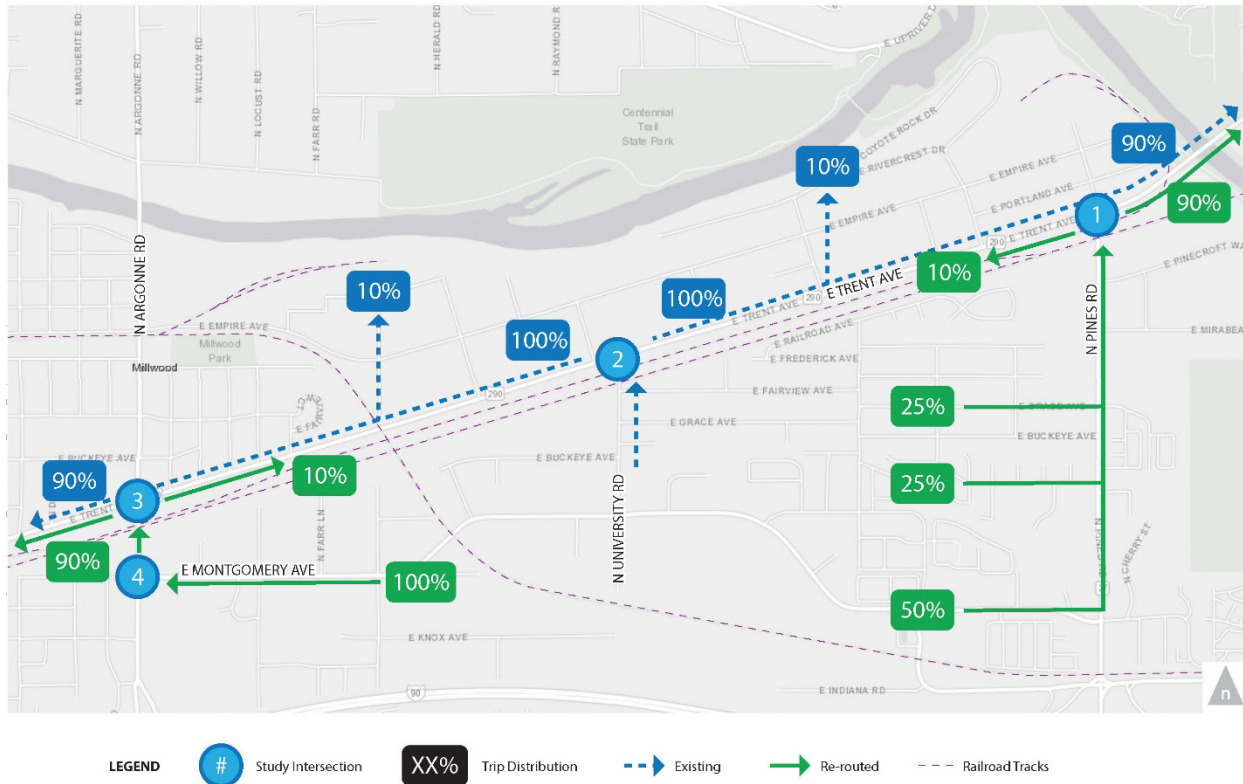 N MARGUERITE RD
N ARGONNE RD
N WILLOW RD
N LOCUST RD
N FARR RD
N HERALD RD
N RAYMOND RD
E UPRIVER D
Centennial
Trail
State Park
COYOTE ROCK DR
E RIVERCREST DR
E EMPIRE AVE
E PORTLAND AVE
E EMPIRE AVE
90%
10%
1
E TRENT AVE
290
90%
E PINECROFT WA
N ARGONNE RD
10%
100%
E TRENT AVE
10%
290
E TRENT AVE
E RAILROAD AVE
N PINES RD
E MIRABEA
E EMPIRE AVE
Millwood
Park
Millwood
100%
2
E FREDERICK AVE
290
E FAIRVIEW AVE
25%
E GRACE AVE
E GRACE AVE
E BUCKEYE AVE
E BUCKEYE AVE
E BUCKEYE AVE
90%
3
10%
25%
E TRENT
N UNIVERSITY RD
N FARR LN
N CHERRY ST
90%
4
E MONTGOMERY AVE
100%
50%
E KNOX AVE
90
E INDIANA RD
n
LEGEND
#
Study Intersection
XX%
Trip Distribution
Existing
Re-routed
Railroad Tracks